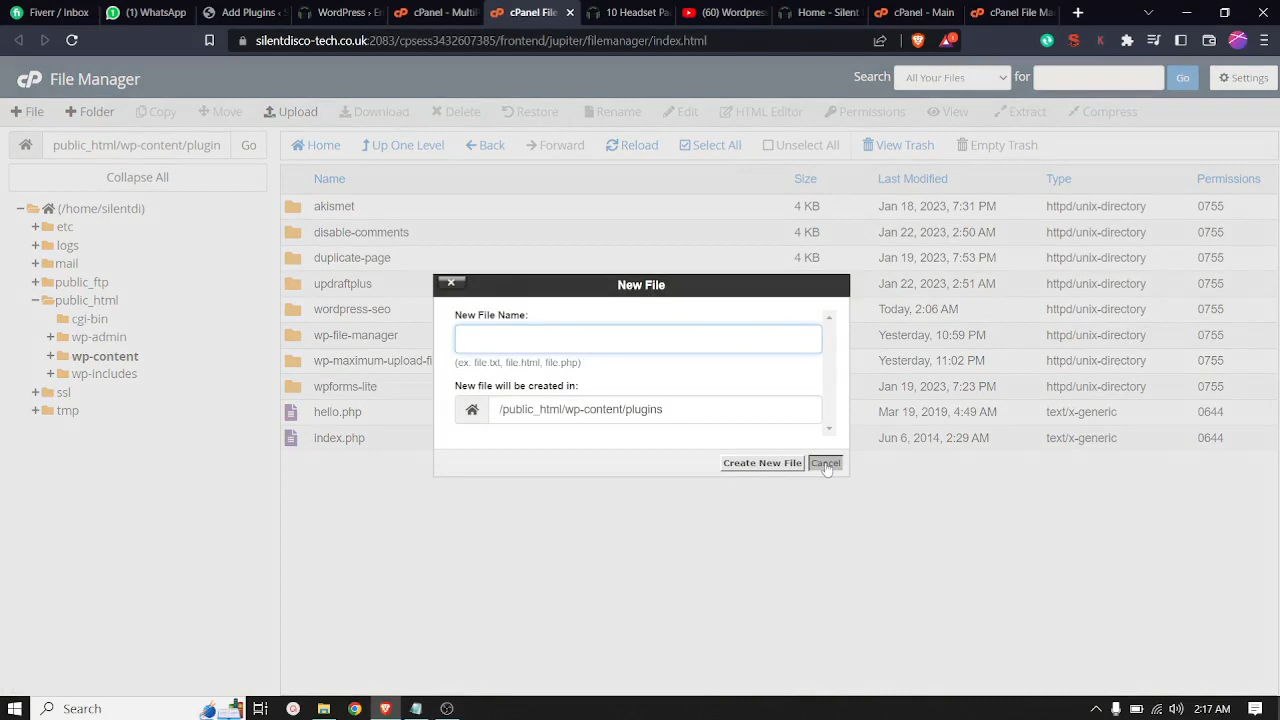 Fiverr / Inbox
WhatsApp
Add Plugins ‹
WordPress › E
cPanel - Multi
cPanel File
10 Headset Pa
(60) Wordpres
Home - Silent
cPanel - Main
cPanel File Ma
silentdisco-tech.co.uk:2083/cpsess3432607385/frontend/jupiter/filemanager/index.html
cP File Manager
Search All Your Files for Go Settings
File Folder Copy Move Upload Download Delete Restore Rename Edit HTML Editor Permissions View Extract Compress
public_html/wp-content/plugin Go
Home Up One Level Back Forward Reload Select All Unselect All View Trash Empty Trash
Collapse All
Name Size Last Modified Type Permissions
(/home/silentdi)
etc
logs
mail
public_ftp
public_html
cgi-bin
wp-admin
wp-content
wp-includes
ssl
tmp
akismet 4 KB Jan 18, 2023, 7:31 PM httpd/unix-directory 0755
disable-comments 4 KB Jan 22, 2023, 2:50 AM httpd/unix-directory 0755
duplicate-page 4 KB Jan 19, 2023, 7:53 PM httpd/unix-directory 0755
updraftplus Jan 22, 2023, 2:51 AM httpd/unix-directory 0755
wordpress-seo Today, 2:06 AM httpd/unix-directory 0755
wp-file-manager Yesterday, 10:59 PM httpd/unix-directory 0755
wp-maximum-upload-fi Yesterday, 11:02 PM httpd/unix-directory 0755
wpforms-lite Jan 19, 2023, 7:23 PM httpd/unix-directory 0755
hello.php Mar 19, 2019, 4:49 AM text/x-generic 0644
index.php Jun 6, 2014, 2:29 AM text/x-generic 0644
New File
New File Name:
(ex. file.txt, file.html, file.php)
New file will be created in:
/public_html/wp-content/plugins
Create New File Cancel
Search
2:17 AM